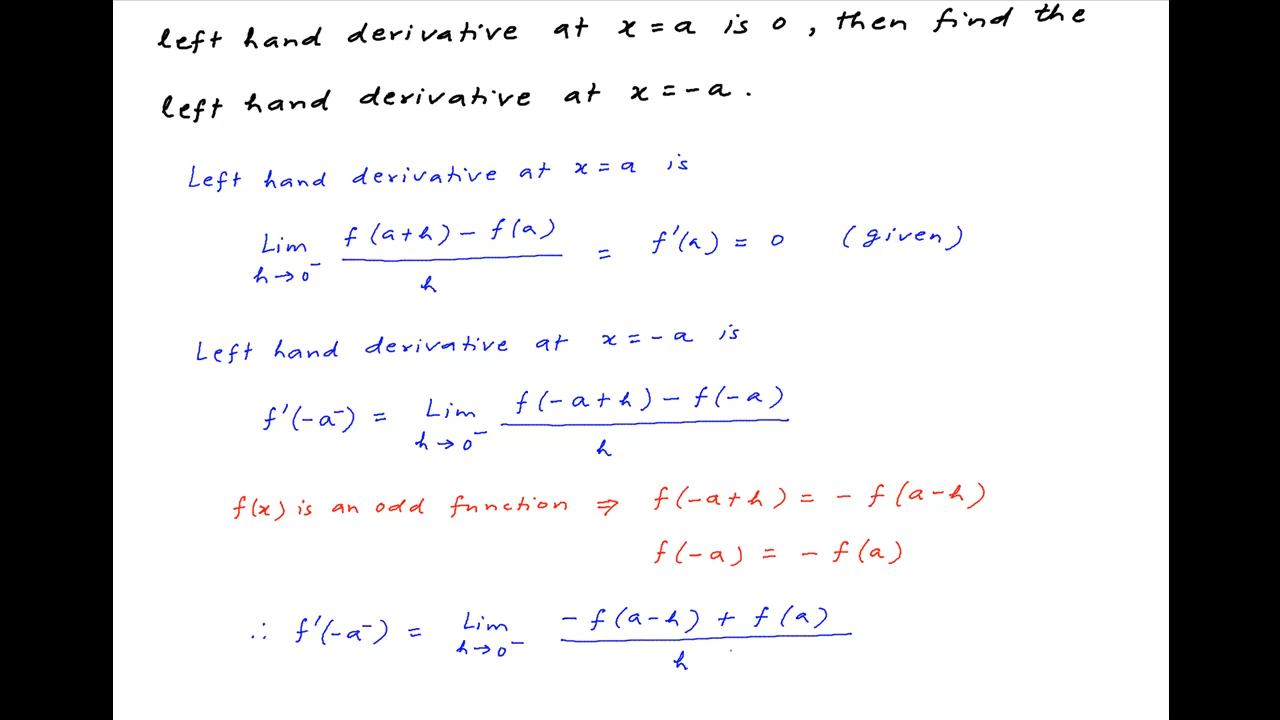 left hand derivative at x = a is 0, then find the
left hand derivative at x = -a.
Left hand derivative at x = a is
Lim h→0⁻ (f(a+h) - f(a)) / h = f'(a) = 0 (given)
Left hand derivative at x = -a is
f'(-a⁻) = Lim h→0⁻ (f(-a+h) - f(-a)) / h
f(x) is an odd function ⇒ f(-a+h) = - f(a-h)
f(-a) = - f(a)
∴ f'(-a⁻) = Lim h→0⁻ (-f(a-h) + f(a)) / h